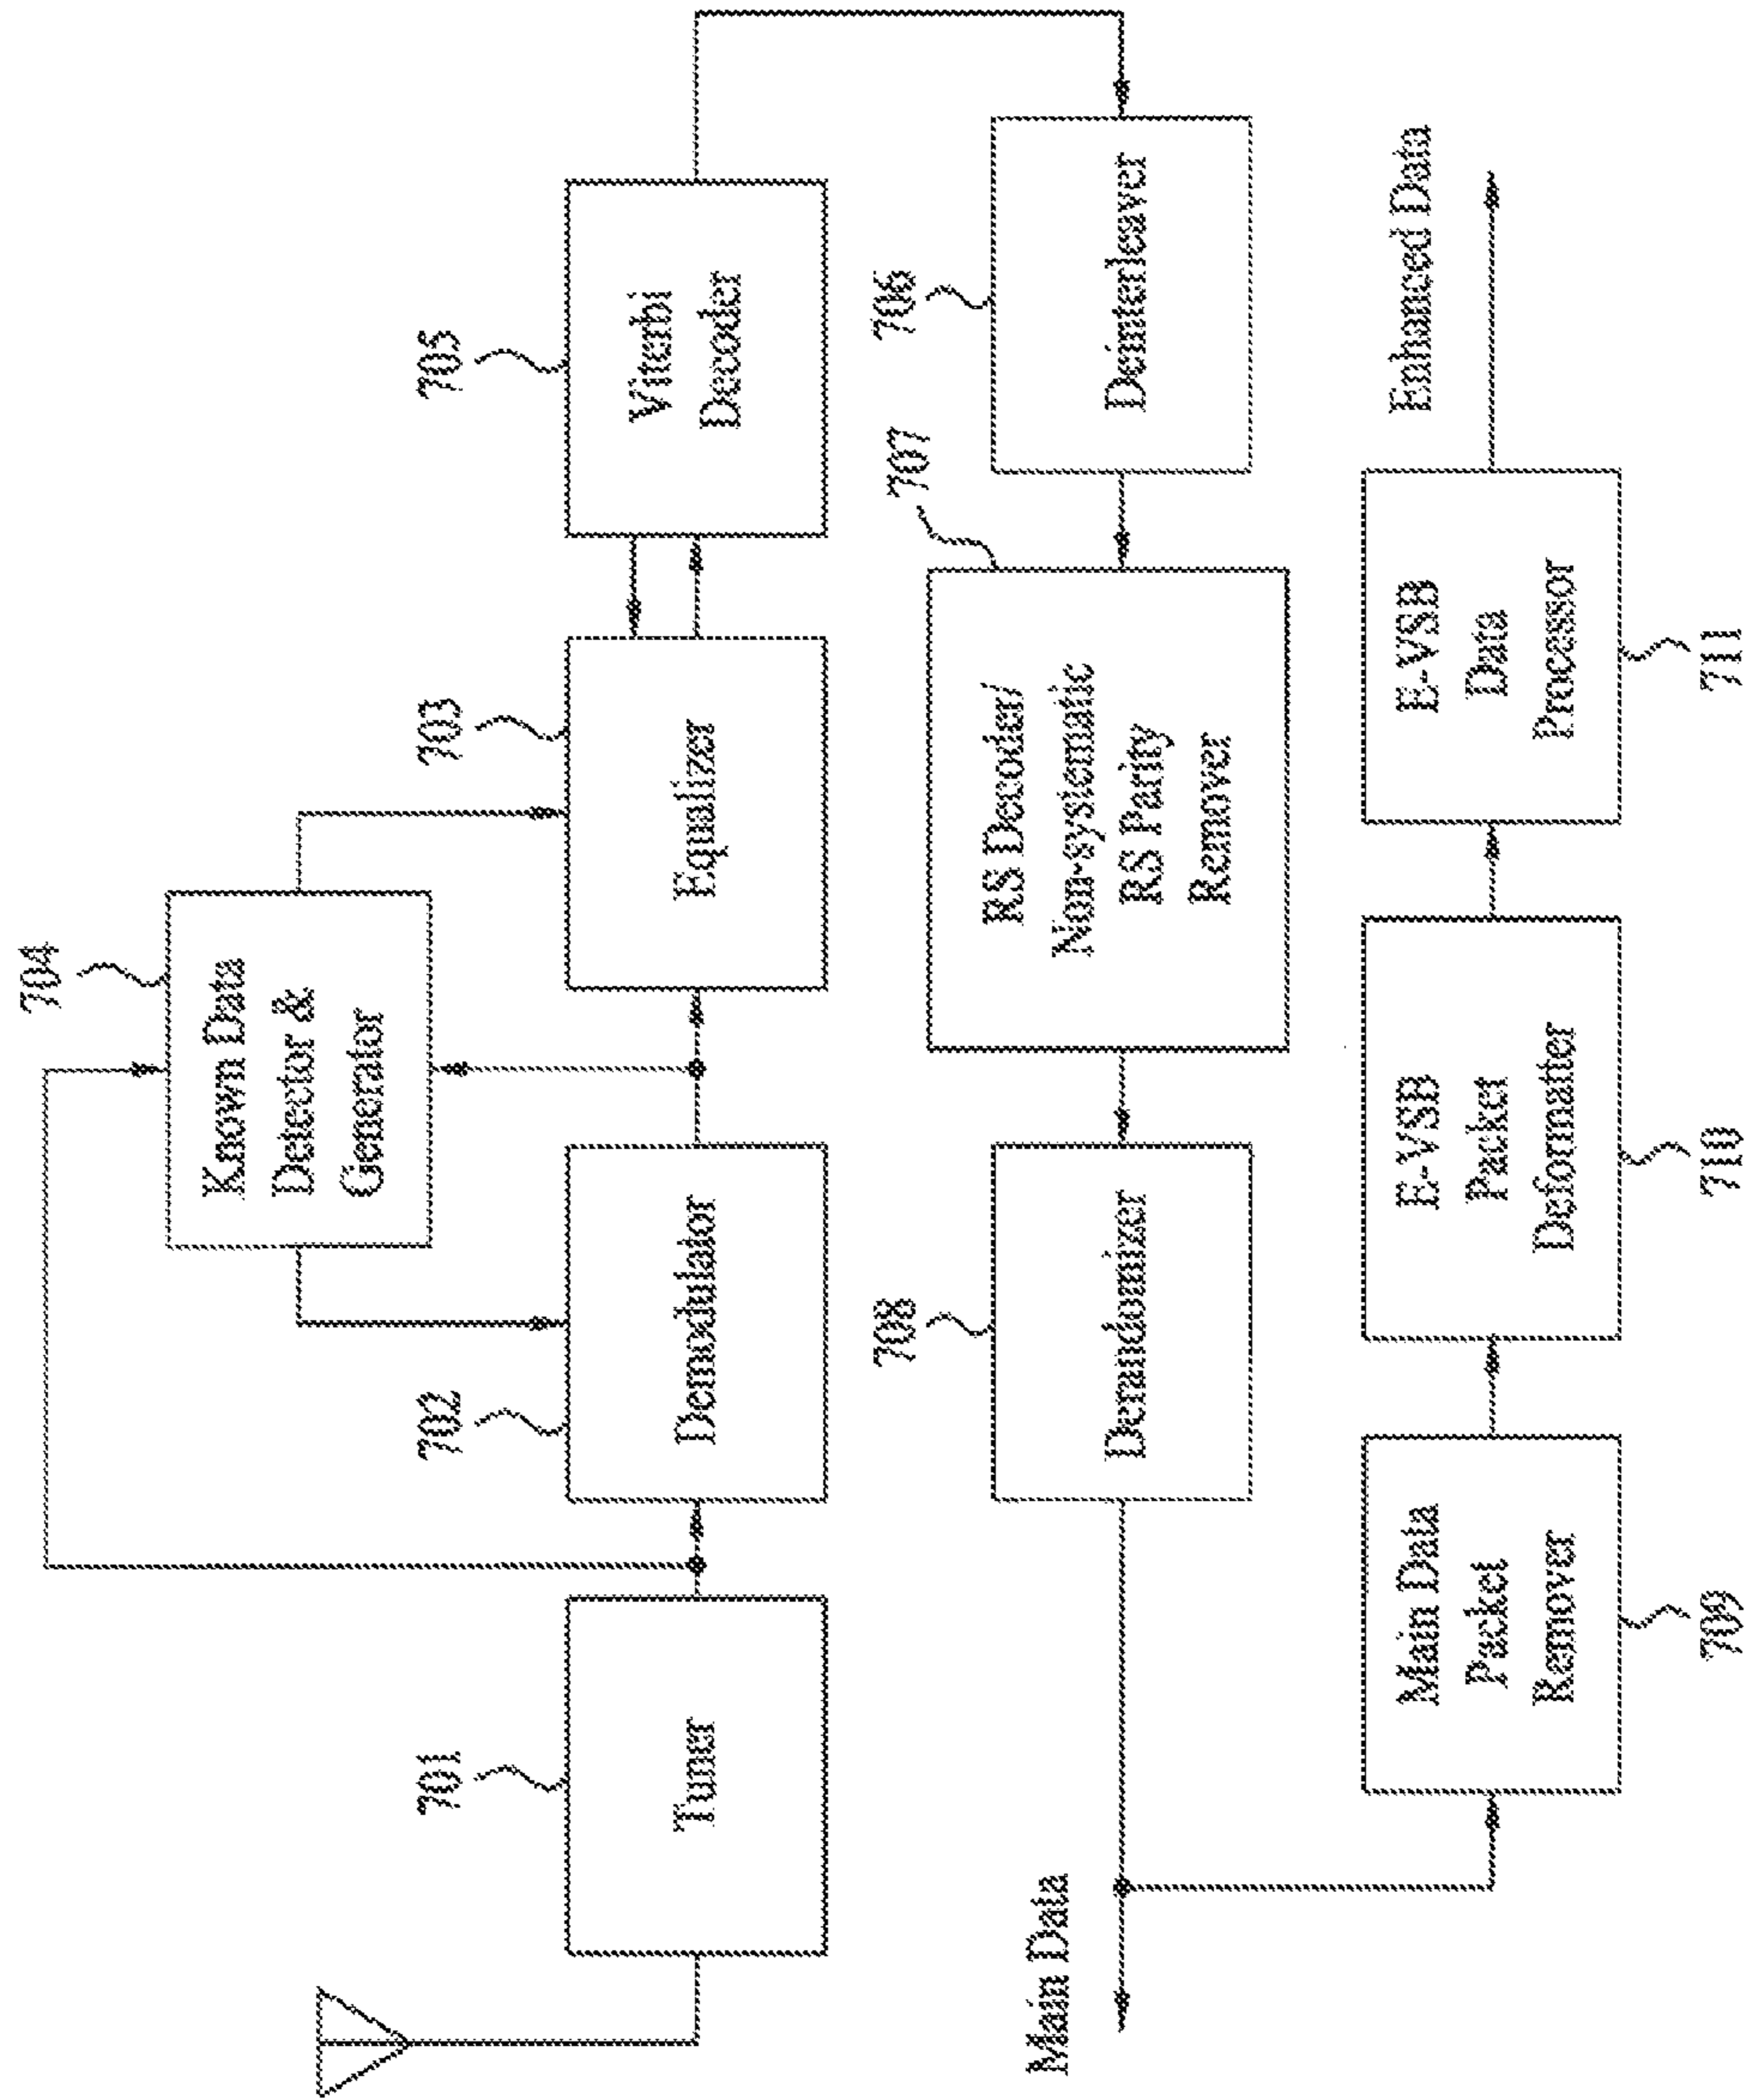 704
Known Data
Detector &
Generator
701
702
703
705
Tuner
Demodulator
Equalizer
Viterbi
Decoder
708
707
706
Main Data
Derandomizer
RS Decoder/
Non-systematic
RS Parity
Remover
Deinterleaver
Main Data
Packet
Remover
E-VSB
Packet
Deformatter
E-VSB
Data
Processor
Enhanced Data
709
710
711